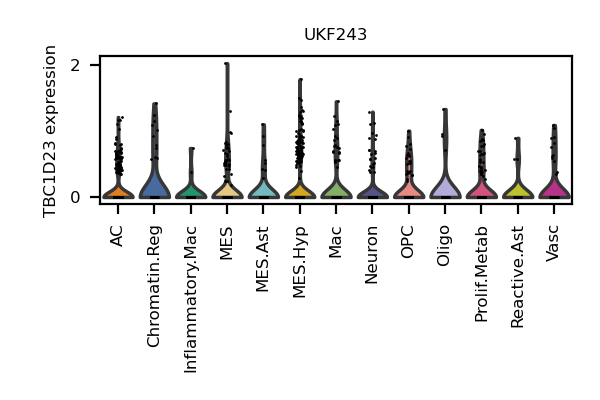 UKF243
TBC1D23 expression
2
0
AC
Chromatin.Reg
Inflammatory.Mac
MES
MES.Ast
MES.Hyp
Mac
Neuron
OPC
Oligo
Prolif.Metab
Reactive.Ast
Vasc